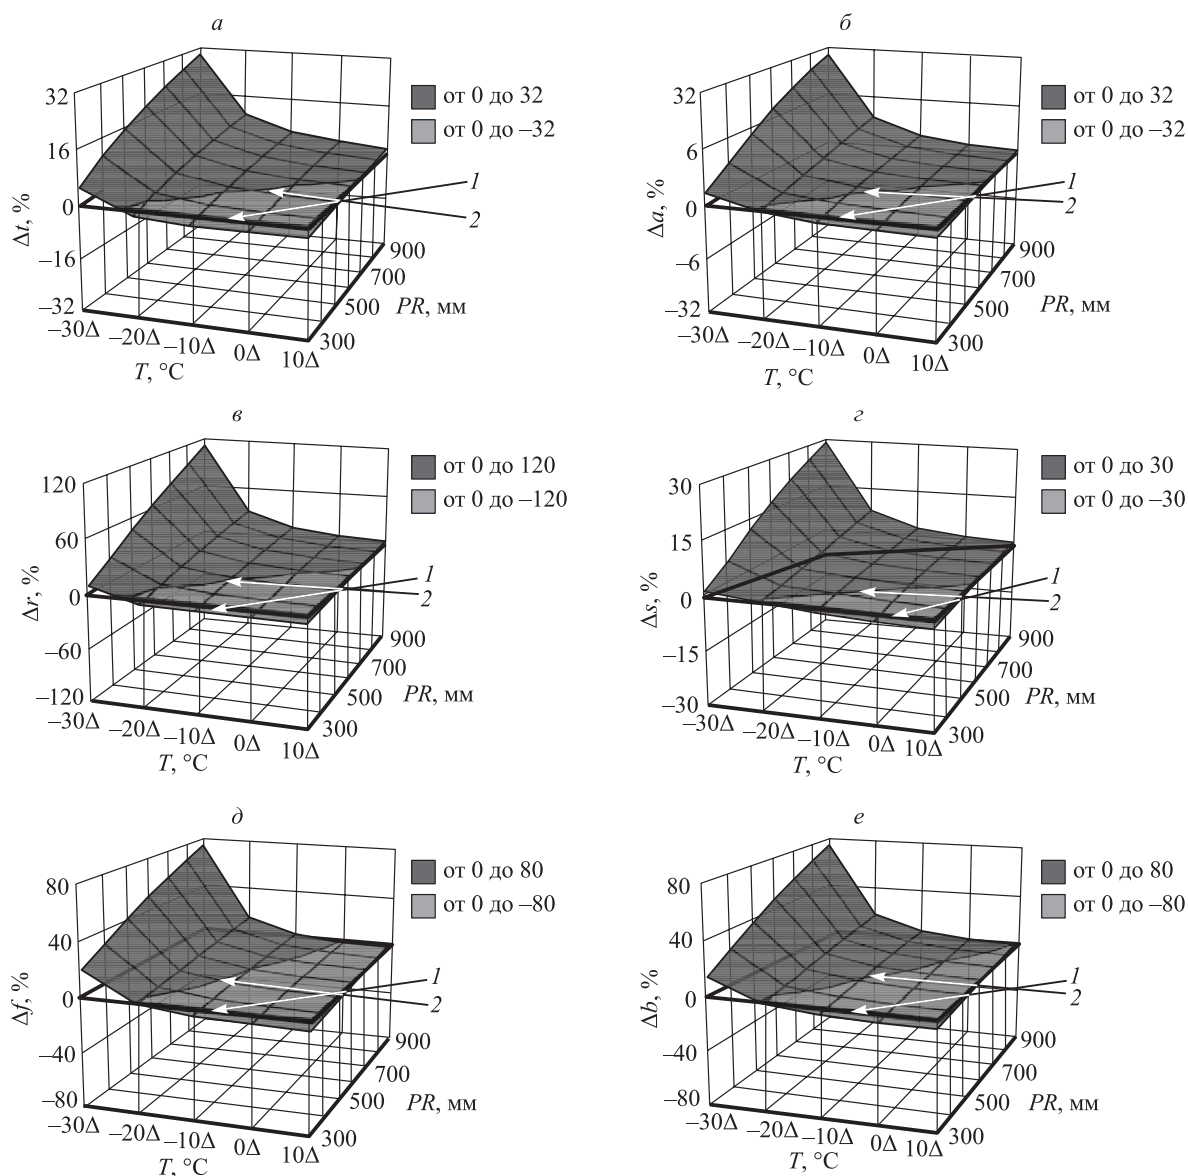 а
Δt, %
32
16
0
–16
–32
–30Δ
–20Δ
–10Δ
0Δ
10Δ
T, °C
300
500
700
900
PR, мм
1
2
от 0 до 32
от 0 до –32
б
Δa, %
32
6
0
–6
–32
–30Δ
–20Δ
–10Δ
0Δ
10Δ
T, °C
300
500
700
900
PR, мм
1
2
от 0 до 32
от 0 до –32
в
Δr, %
120
60
0
–60
–120
–30Δ
–20Δ
–10Δ
0Δ
10Δ
T, °C
300
500
700
900
PR, мм
1
2
от 0 до 120
от 0 до –120
г
Δs, %
30
15
0
–15
–30
–30Δ
–20Δ
–10Δ
0Δ
10Δ
T, °C
300
500
700
900
PR, мм
1
2
от 0 до 30
от 0 до –30
д
Δf, %
80
40
0
–40
–80
–30Δ
–20Δ
–10Δ
0Δ
10Δ
T, °C
300
500
700
900
PR, мм
1
2
от 0 до 80
от 0 до –80
е
Δb, %
80
40
0
–40
–80
–30Δ
–20Δ
–10Δ
0Δ
10Δ
T, °C
300
500
700
900
PR, мм
1
2
от 0 до 80
от 0 до –80